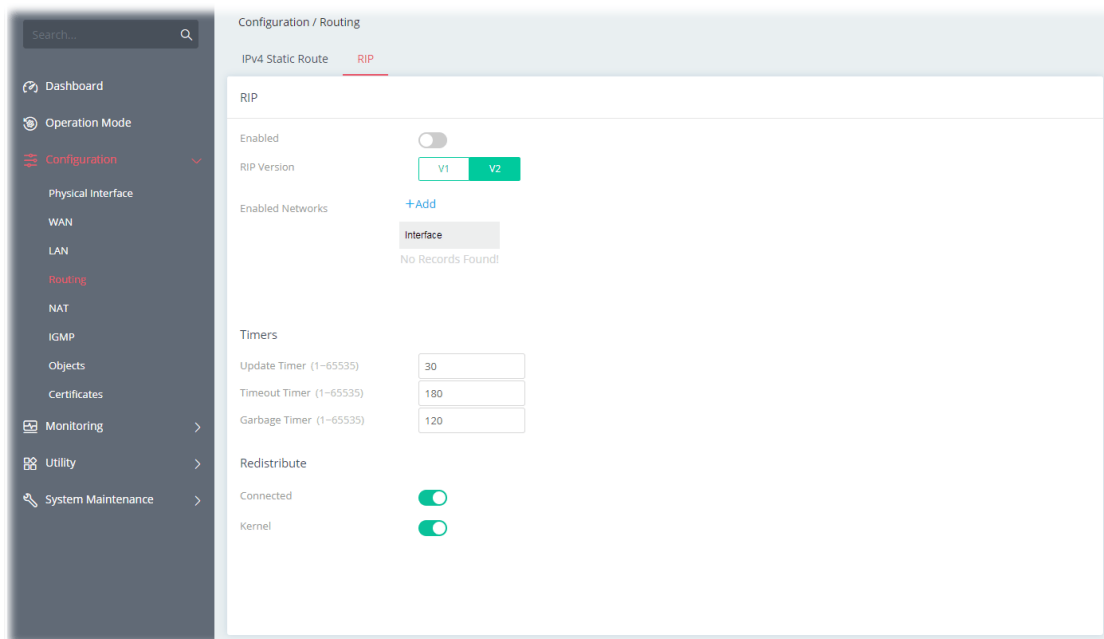 Search...
Dashboard
Operation Mode
Configuration
Physical Interface
WAN
LAN
Routing
NAT
IGMP
Objects
Certificates
Monitoring
Utility
System Maintenance
Configuration / Routing
IPv4 Static Route RIP
RIP
Enabled
RIP Version V1 V2
Enabled Networks +Add
Interface
No Records Found!
Timers
Update Timer (1~65535) 30
Timeout Timer (1~65535) 180
Garbage Timer (1~65535) 120
Redistribute
Connected
Kernel